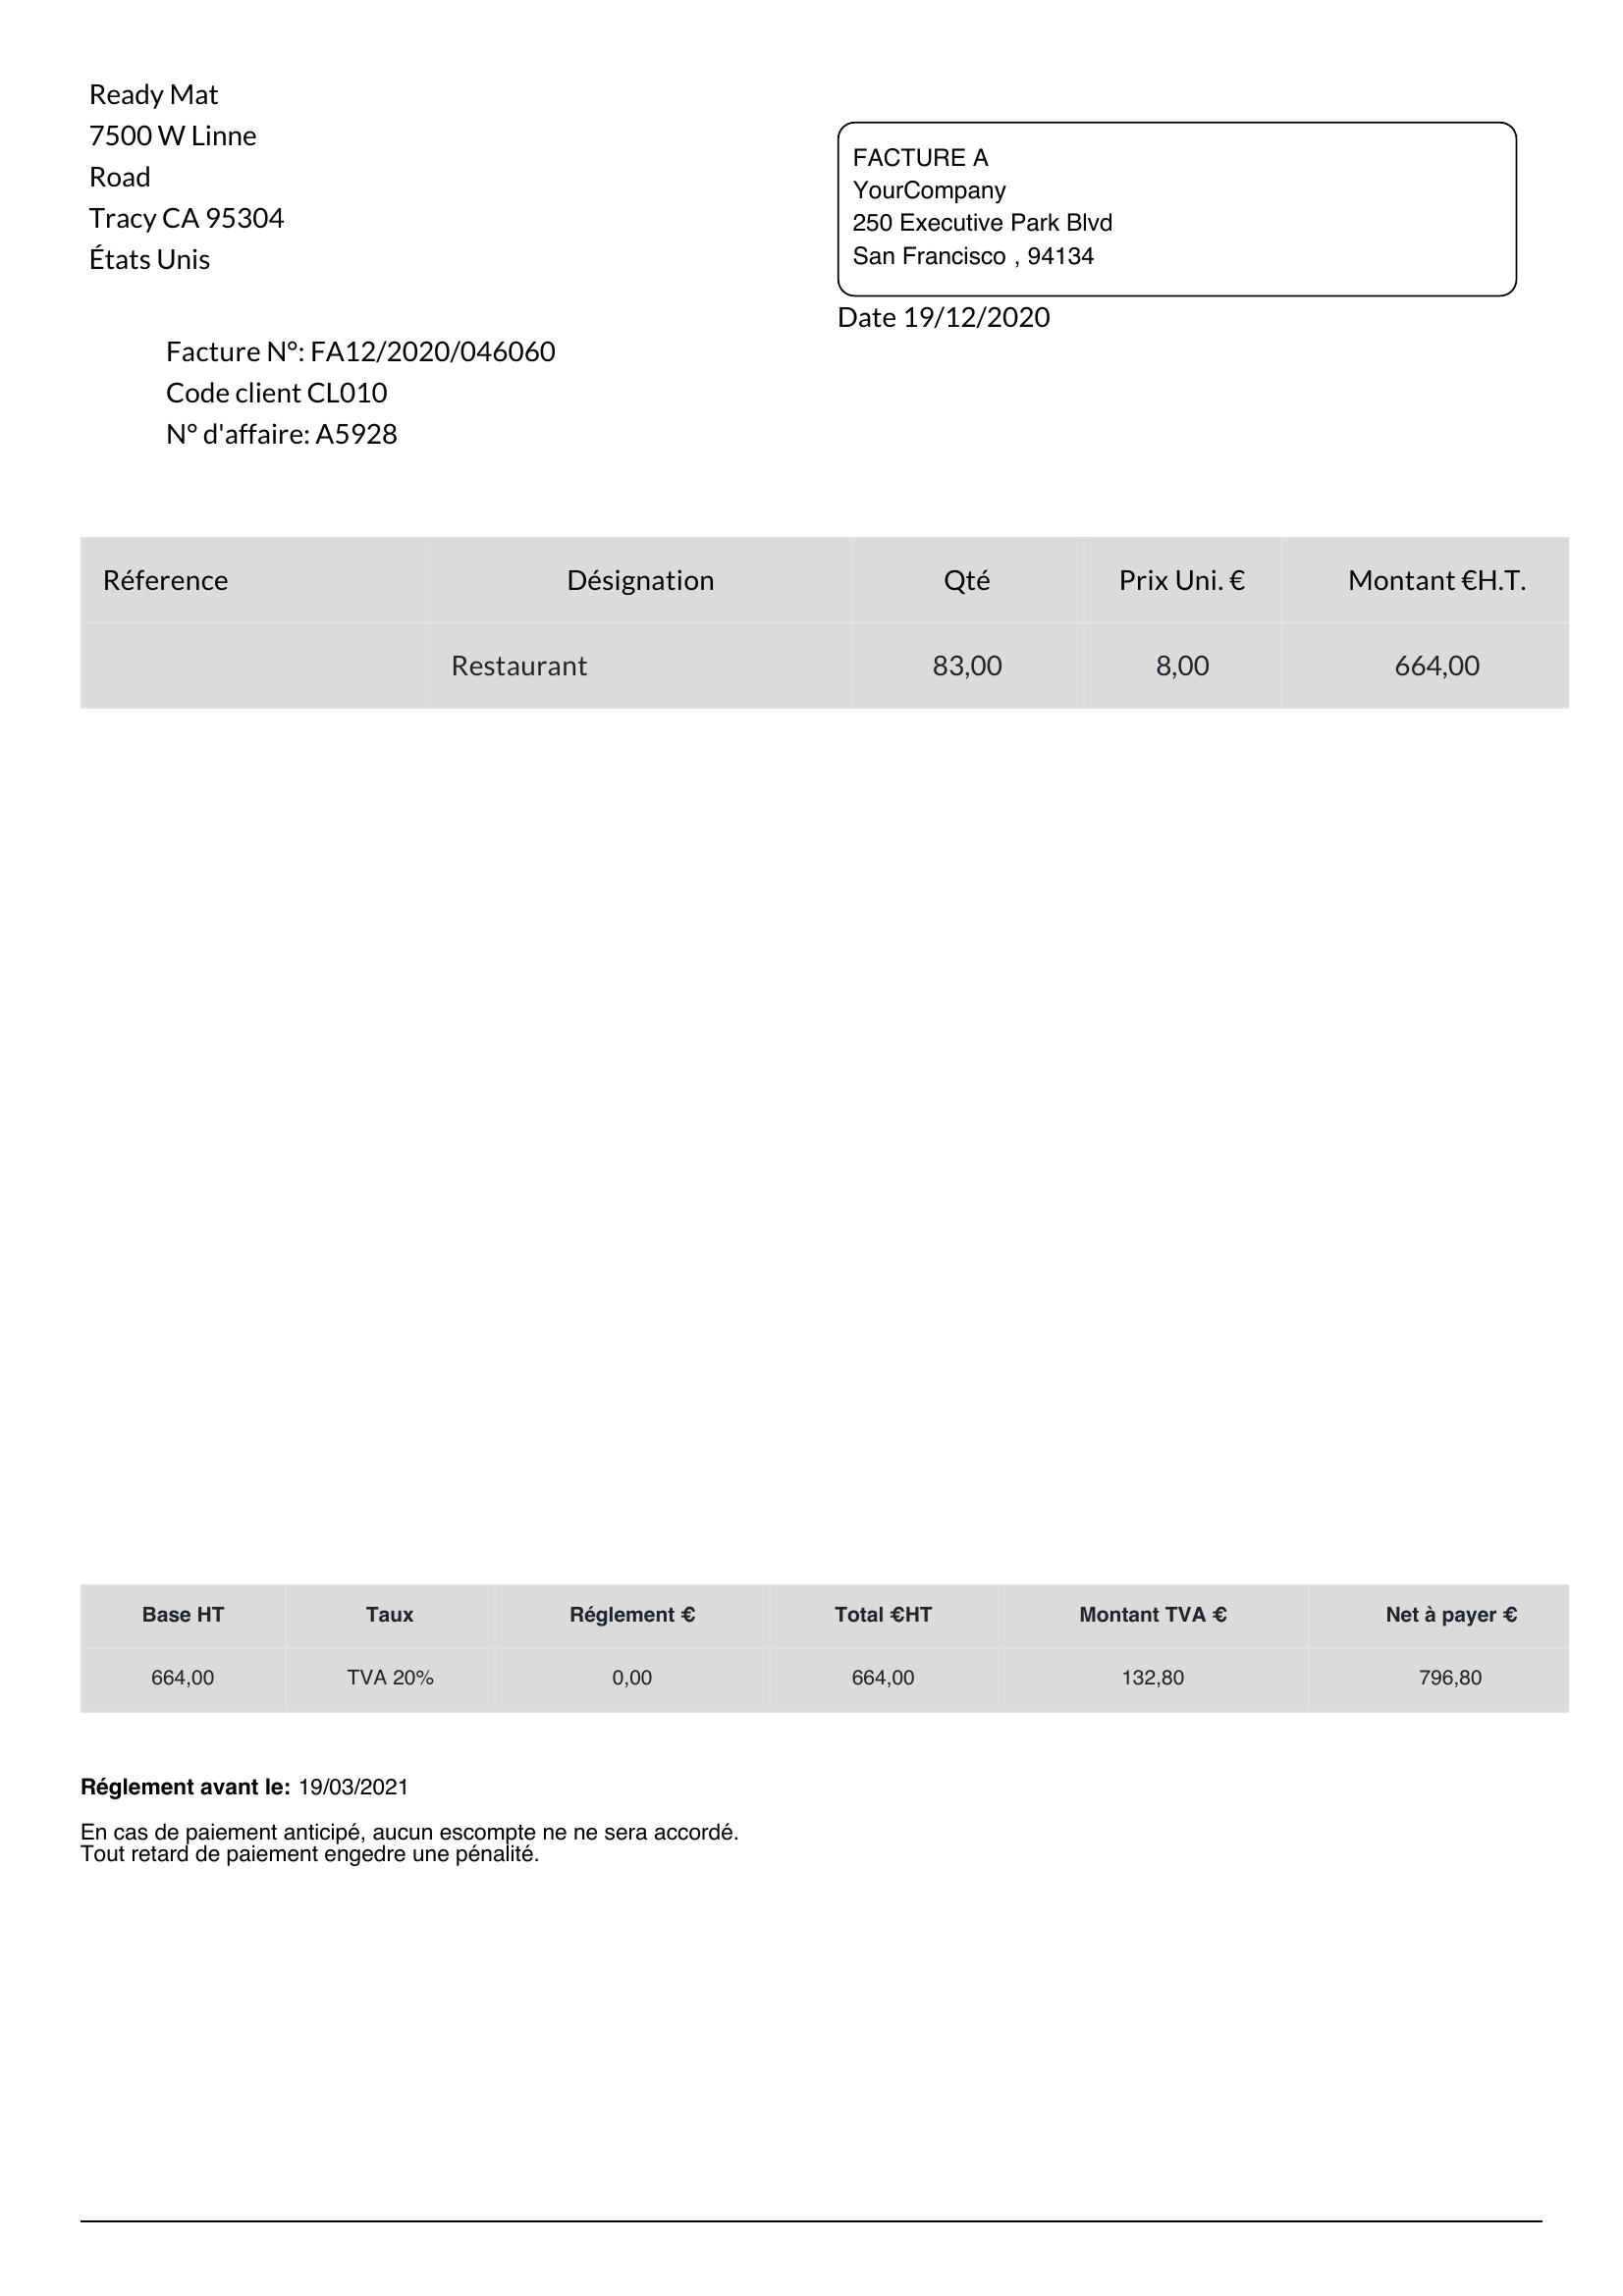 Ready Mat
7500 W Linne
Road
Tracy CA 95304
États Unis
FACTURE A
YourCompany
250 Executive Park Blvd
San Francisco , 94134
Date 19/12/2020
Facture N°: FA12/2020/046060
Code client CL010
N° d'affaire: A5928
Réference Désignation Qté Prix Uni. € Montant €H.T.
Restaurant 83,00 8,00 664,00
Base HT Taux Réglement € Total €HT Montant TVA € Net à payer €
664,00 TVA 20% 0,00 664,00 132,80 796,80
Réglement avant le: 19/03/2021
En cas de paiement anticipé, aucun escompte ne ne sera accordé.
Tout retard de paiement engedre une pénalité.